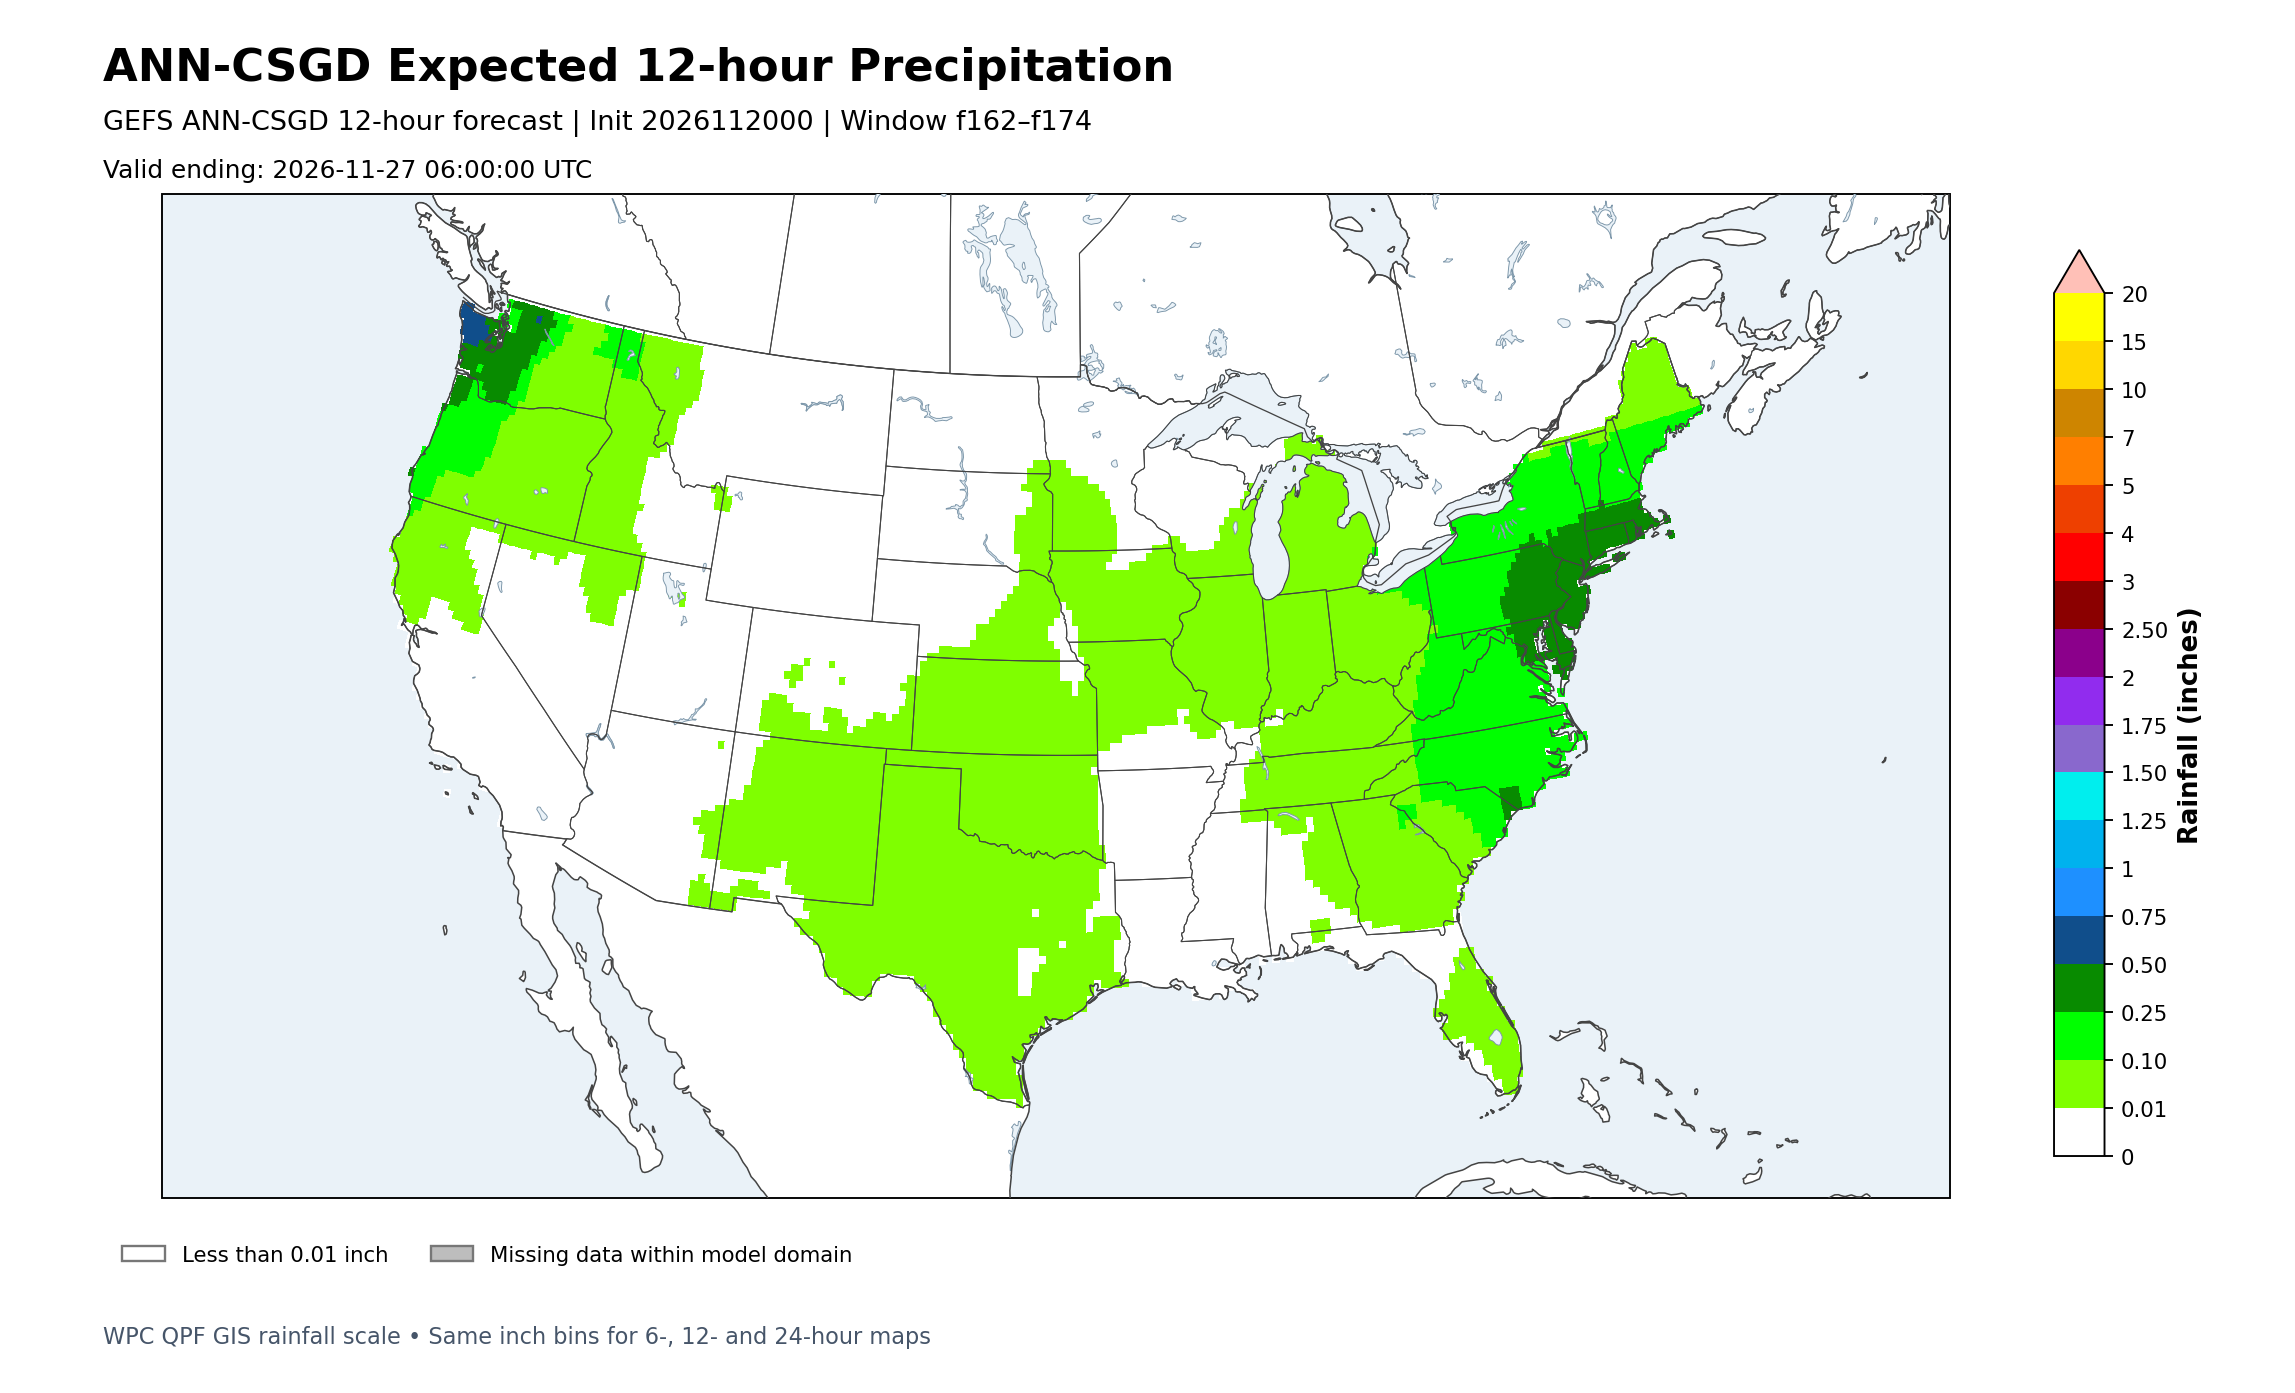 ANN-CSGD Expected 12-hour Precipitation
GEFS ANN-CSGD 12-hour forecast | Init 2026112000 | Window f162–f174
Valid ending: 2026-11-27 06:00:00 UTC
20
15
10
7
5
4
3
2.50
2
1.75
1.50
1.25
1
0.75
0.50
0.25
0.10
0.01
0
Rainfall (inches)
Less than 0.01 inch
Missing data within model domain
WPC QPF GIS rainfall scale • Same inch bins for 6-, 12- and 24-hour maps